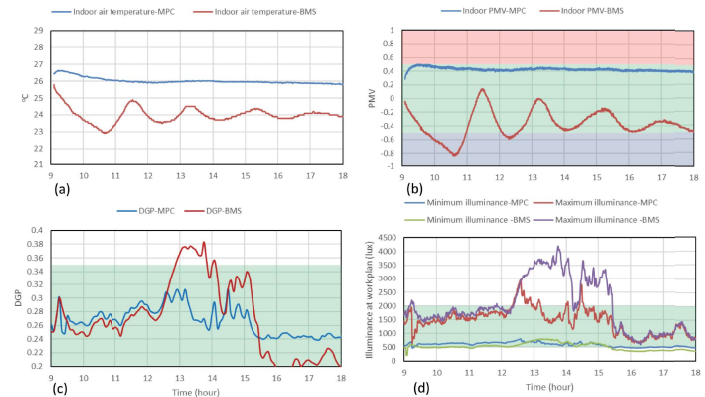 Indoor air temperature-MPC Indoor air temperature-BMS
29
28
27
26
25
24
23
22
21
ºC
9 10 11 12 13 14 15 16 17 18
(a)
Indoor PMV-MPC Indoor PMV-BMS
1
0.8
0.6
0.4
0.2
0
-0.2
-0.4
-0.6
-0.8
-1
PMV
9 10 11 12 13 14 15 16 17 18
(b)
DGP-MPC DGP-BMS
0.4
0.38
0.36
0.34
0.32
0.3
0.28
0.26
0.24
0.22
0.2
DGP
9 10 11 12 13 14 15 16 17 18
(c) Time (hour)
Minimum illuminance-MPC Maximum illuminance-MPC
Minimum illuminance -BMS Maximum illuminance -BMS
4500
4000
3500
3000
2500
2000
1500
1000
500
0
Illuminance at workplan (lux)
9 10 11 12 13 14 15 16 17 18
(d) Time (hour)